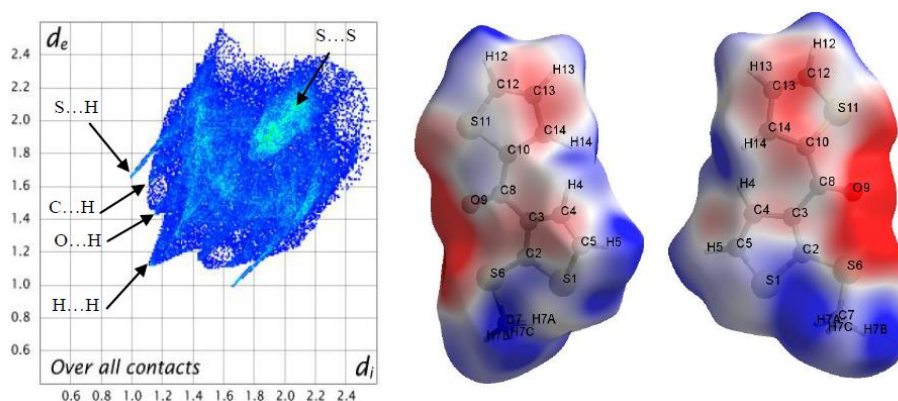 dₑ
S…S
S…H
C…H
O…H
H…H
2.4
2.2
2.0
1.8
1.6
1.4
1.2
1.0
0.8
0.6
Over all contacts
dᵢ
0.6 0.8 1.0 1.2 1.4 1.6 1.8 2.0 2.2 2.4
H12
C12
H13
C13
S11
C14
H14
C10
C8
H4
O9
C3
C4
C5
H5
C2
S6
S1
C7
H7A
H7B
H7C
H12
H13
C12
C13
S11
C14
H14
C10
C8
H4
O9
C4
C3
H5
C5
C2
S1
S6
C7
H7A
H7C
H7B